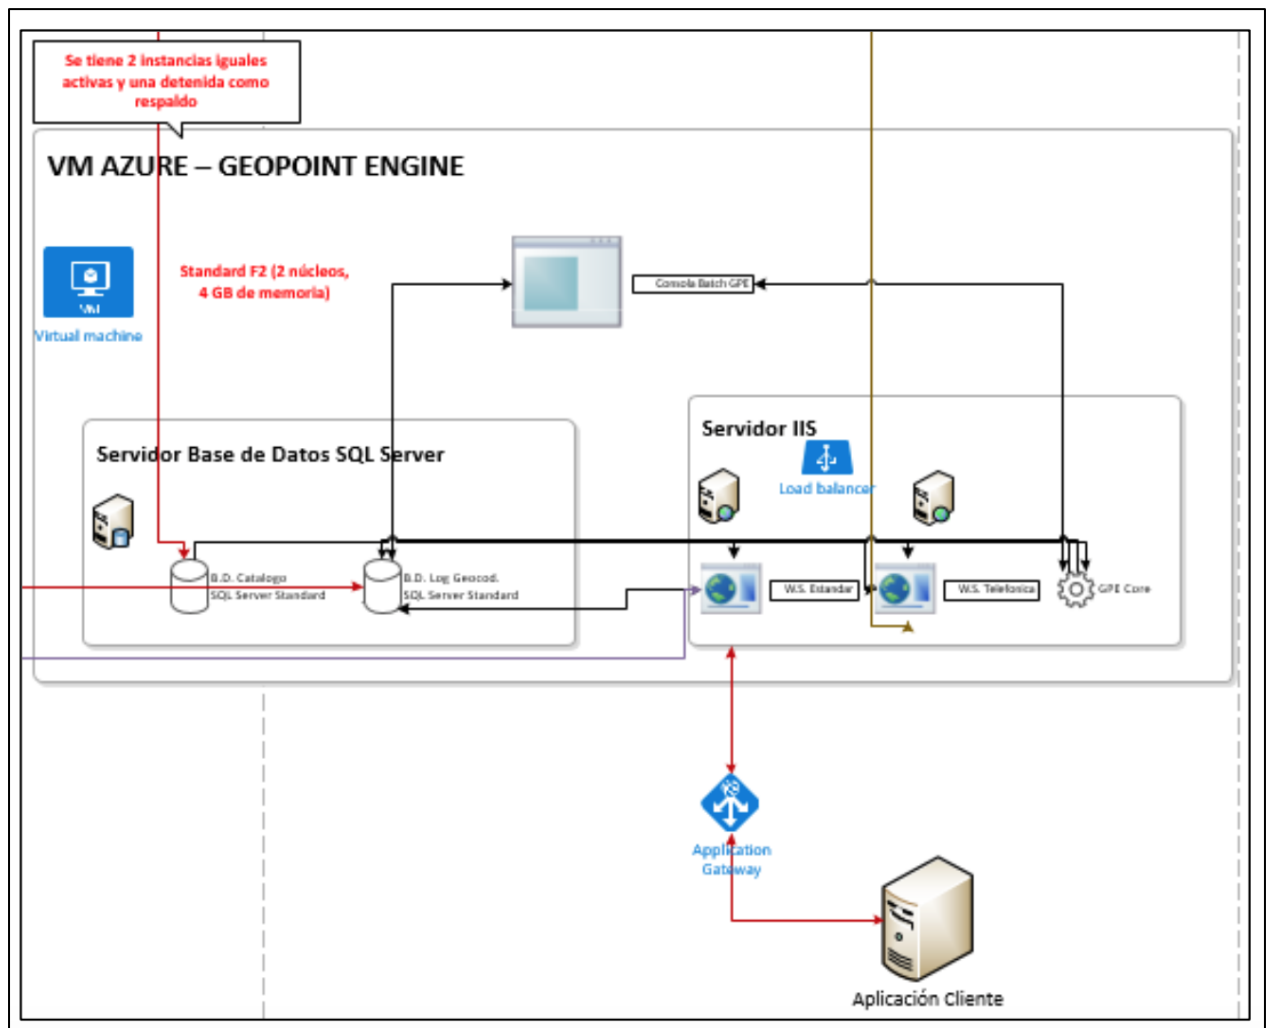 Se tiene 2 instancias iguales
activas y una detenida como
respaldo
VM AZURE – GEOPOINT ENGINE
VM
Virtual machine
Standard F2 (2 núcleos,
4 GB de memoria)
Consola Batch GPE
Servidor Base de Datos SQL Server
B.D. Catalogo
SQL Server Standard
B.D. Log Geocod.
SQL Server Standard
Servidor IIS
Load balancer
W.S. Estandar
W.S. Telefonica
GPE Core
Application
Gateway
Aplicación Cliente